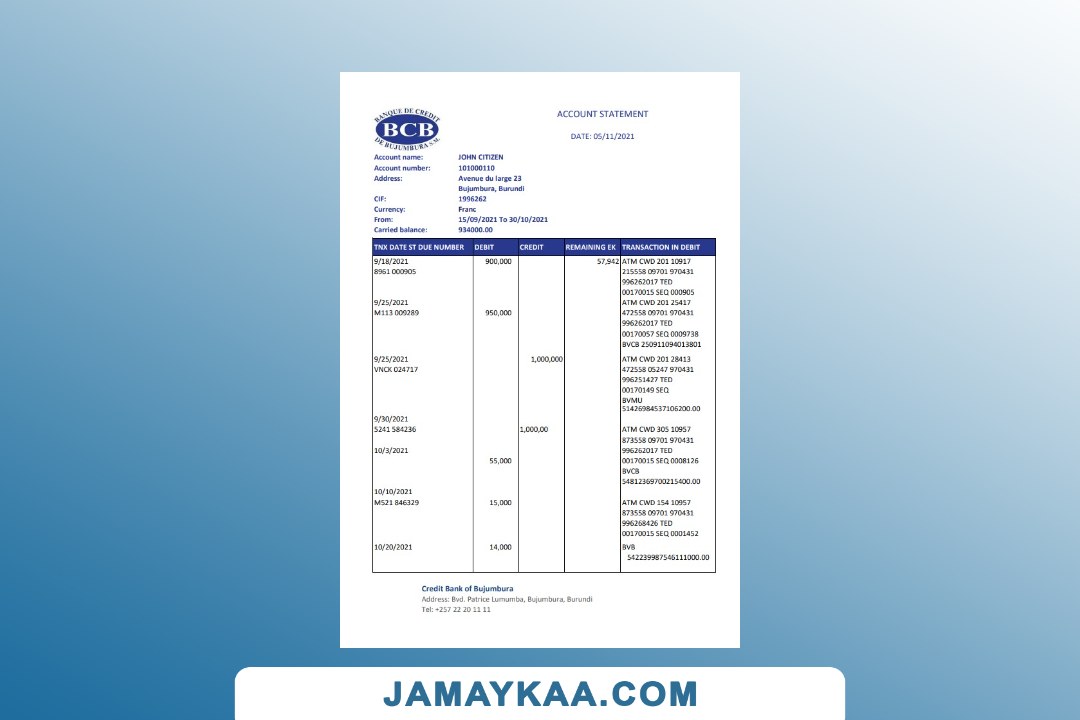 BANQUE DE CREDIT
BCB
DE BUJUMBURA S.M.
ACCOUNT STATEMENT
DATE: 05/11/2021
Account name: JOHN CITIZEN
Account number: 101000110
Address: Avenue du large 23
Bujumbura, Burundi
CIF: 1996262
Currency: Franc
From: 15/09/2021 To 30/10/2021
Carried balance: 934000.00
TNX DATE ST DUE NUMBER DEBIT CREDIT REMAINING EK TRANSACTION IN DEBIT
9/18/2021 900,000 57,942 ATM CWD 201 10917
8961 000905 215558 09701 970431
996262017 TED
00170015 SEQ 000905
9/25/2021 ATM CWD 201 25417
M113 009289 950,000 472558 09701 970431
996262017 TED
00170057 SEQ 0009738
BVCB 250911094013801
9/25/2021 1,000,000 ATM CWD 201 28413
VNCK 024717 472558 05247 970431
996251427 TED
00170149 SEQ
BVMU
51426984537106200.00
9/30/2021
5241 584236 1,000,00 ATM CWD 305 10957
873558 09701 970431
10/3/2021 996262017 TED
55,000 00170015 SEQ 0008126
BVCB
54812369700215400.00
10/10/2021
M521 846329 15,000 ATM CWD 154 10957
873558 09701 970431
996268426 TED
00170015 SEQ 0001452
10/20/2021 14,000 BVB
542239987546111000.00
Credit Bank of Bujumbura
Address: Bvd. Patrice Lumumba, Bujumbura, Burundi
Tel: +257 22 20 11 11
JAMAYKAA.COM